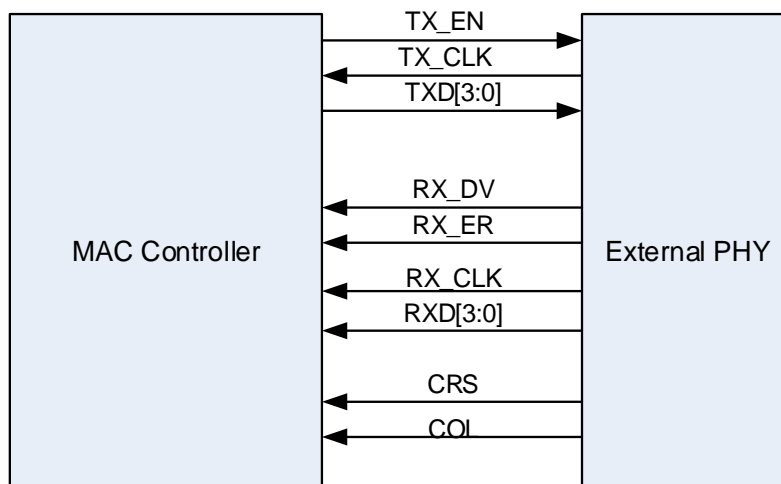 TX_EN
TX_CLK
TXD[3:0]
RX_DV
RX_ER
MAC Controller
External PHY
RX_CLK
RXD[3:0]
CRS
COL